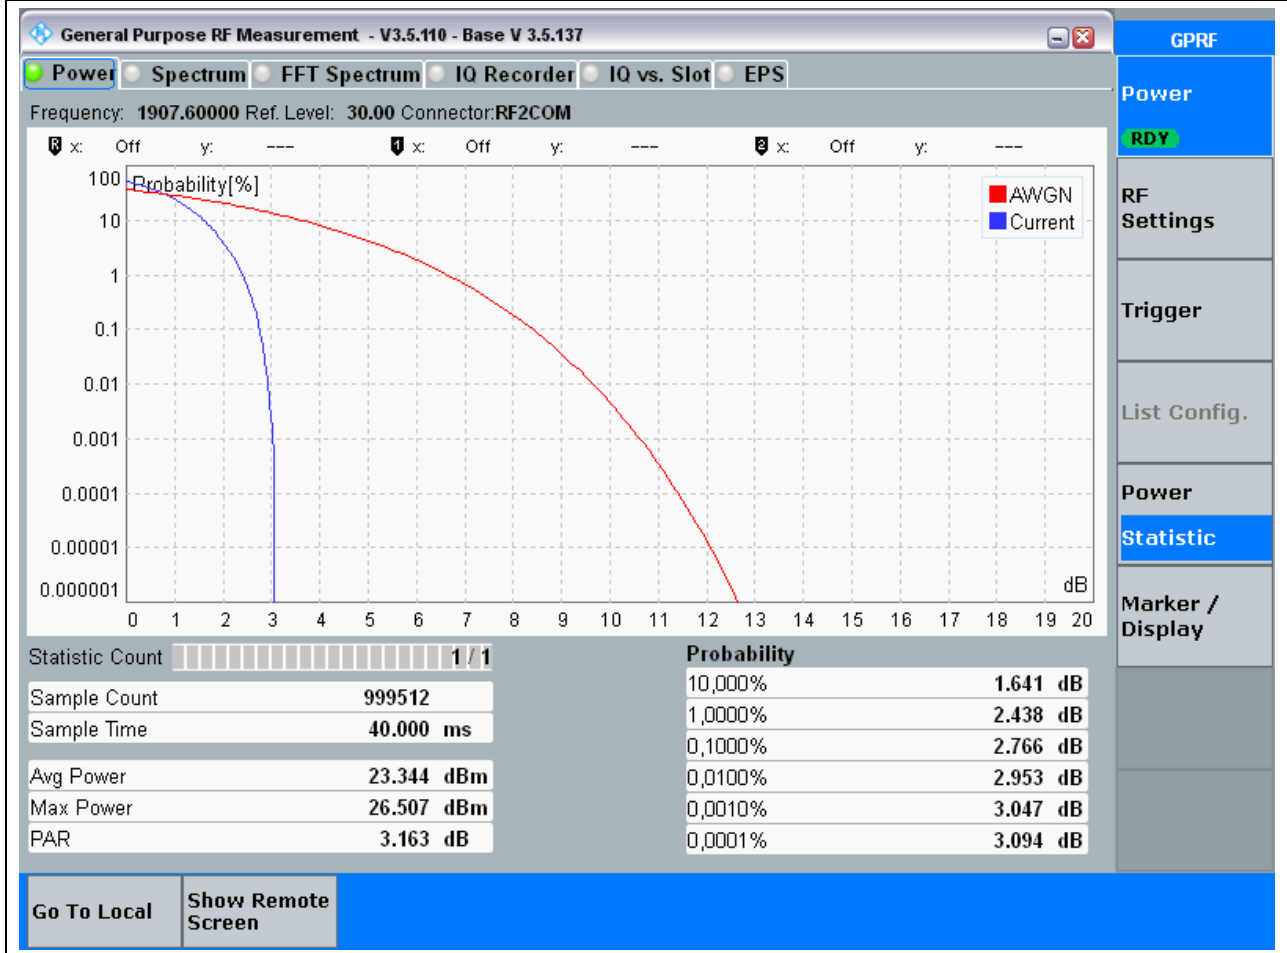 General Purpose RF Measurement - V3.5.110 - Base V 3.5.137
GPRF
Power Spectrum FFT Spectrum IQ Recorder IQ vs. Slot EPS
Frequency: 1907.60000 Ref. Level: 30.00 Connector:RF2COM
R x: Off y: --- 1 x: Off y: --- 2 x: Off y: ---
Probability[%]
100
10
1
0.1
0.01
0.001
0.0001
0.00001
0.000001
AWGN
Current
dB
0 1 2 3 4 5 6 7 8 9 10 11 12 13 14 15 16 17 18 19 20
Statistic Count 1 / 1
Sample Count 999512
Sample Time 40.000 ms
Avg Power 23.344 dBm
Max Power 26.507 dBm
PAR 3.163 dB
Probability
10,000% 1.641 dB
1,0000% 2.438 dB
0,1000% 2.766 dB
0,0100% 2.953 dB
0,0010% 3.047 dB
0,0001% 3.094 dB
Power
RDY
RF
Settings
Trigger
List Config.
Power
Statistic
Marker /
Display
Go To Local
Show Remote
Screen